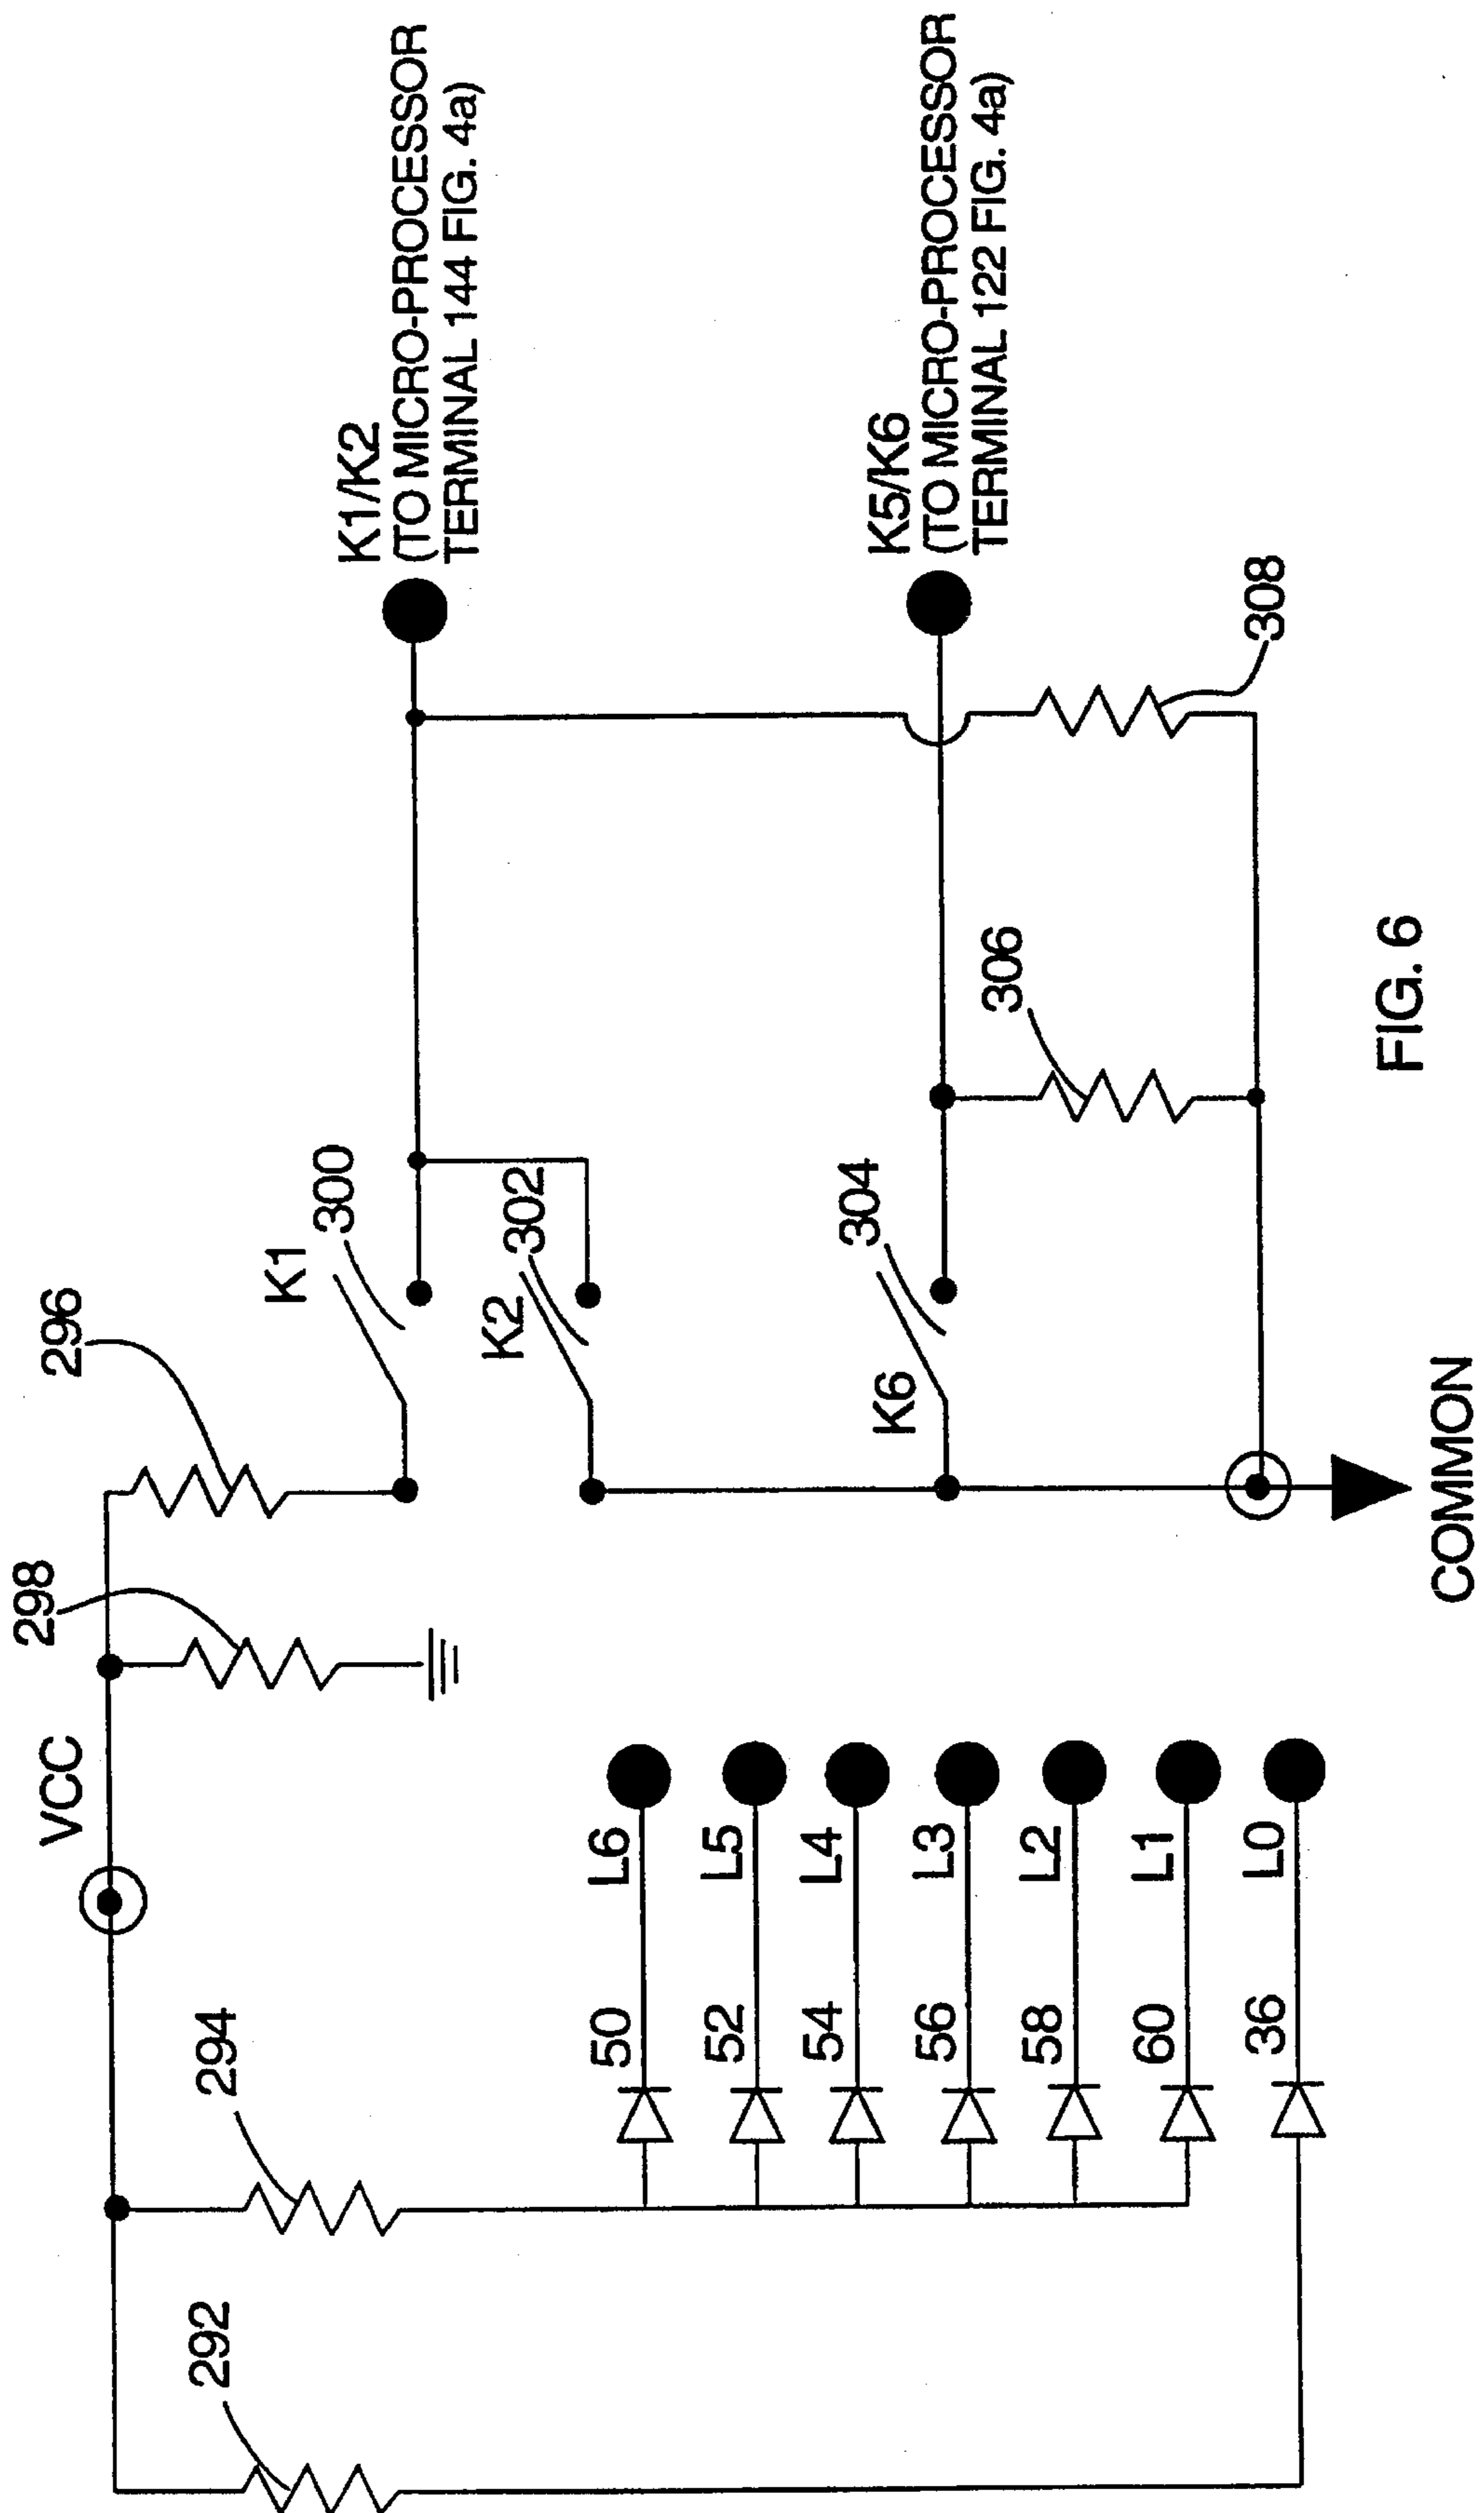 292
294
VCC
298
296
50
L6
52
L5
54
L4
56
L3
58
L2
60
L1
36
L0
K1
300
K2
302
K6
304
306
308
K1/K2
(TO MICRO-PROCESSOR
TERMINAL 144 FIG. 4a)
K5/K6
(TO MICRO-PROCESSOR
TERMINAL 122 FIG. 4a)
COMMON
FIG. 6